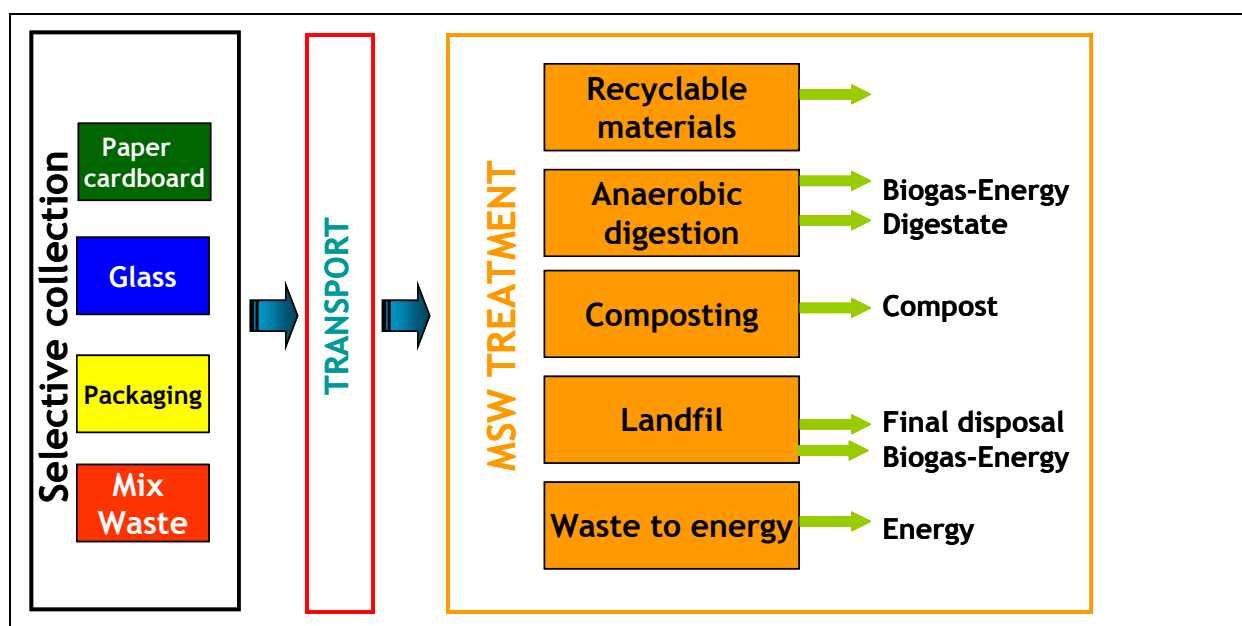 Selective collection
Paper
cardboard
Glass
Packaging
Mix
Waste
TRANSPORT
MSW TREATMENT
Recyclable
materials
Anaerobic
digestion
Biogas-Energy
Digestate
Composting
Compost
Landfil
Final disposal
Biogas-Energy
Waste to energy
Energy